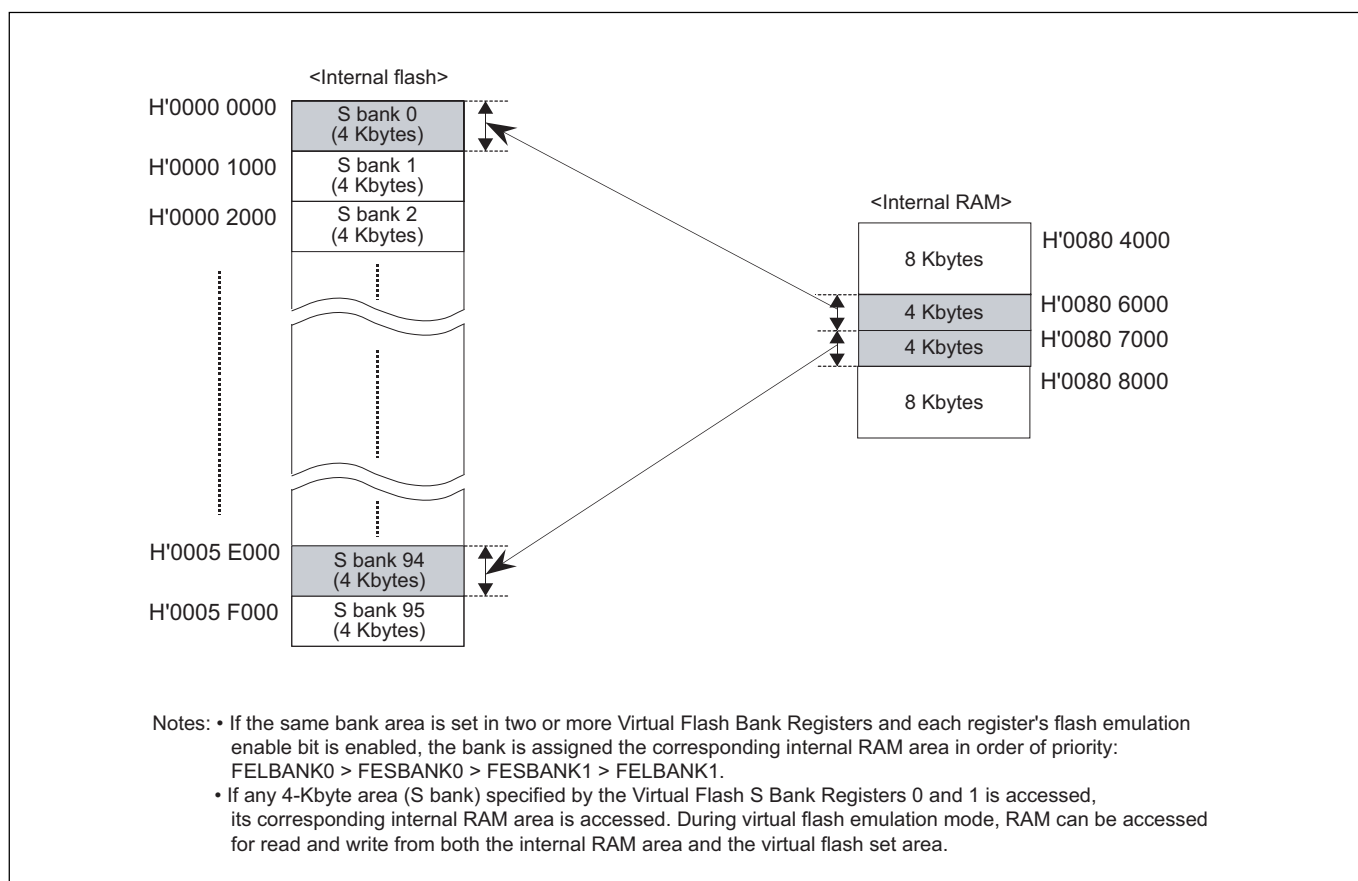 <Internal flash>
H'0000 0000
S bank 0
(4 Kbytes)
H'0000 1000
S bank 1
(4 Kbytes)
H'0000 2000
S bank 2
(4 Kbytes)
<Internal RAM>
8 Kbytes
H'0080 4000
4 Kbytes
H'0080 6000
4 Kbytes
H'0080 7000
8 Kbytes
H'0080 8000
H'0005 E000
S bank 94
(4 Kbytes)
H'0005 F000
S bank 95
(4 Kbytes)
Notes: • If the same bank area is set in two or more Virtual Flash Bank Registers and each register's flash emulation
enable bit is enabled, the bank is assigned the corresponding internal RAM area in order of priority:
FELBANK0 > FESBANK0 > FESBANK1 > FELBANK1.
• If any 4-Kbyte area (S bank) specified by the Virtual Flash S Bank Registers 0 and 1 is accessed,
its corresponding internal RAM area is accessed. During virtual flash emulation mode, RAM can be accessed
for read and write from both the internal RAM area and the virtual flash set area.